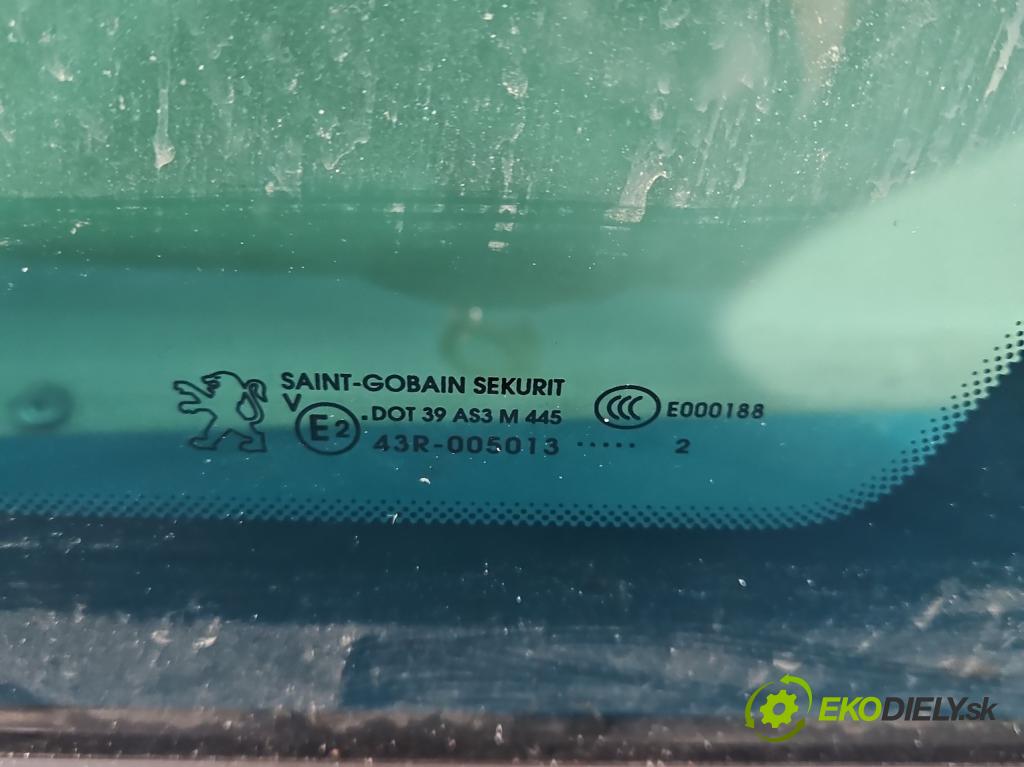 SAINT-GOBAIN SEKURIT
V
E2
.DOT 39 AS3 M 445
43R-005013 ..... 2
CCC E000188
EKODIELY.sk